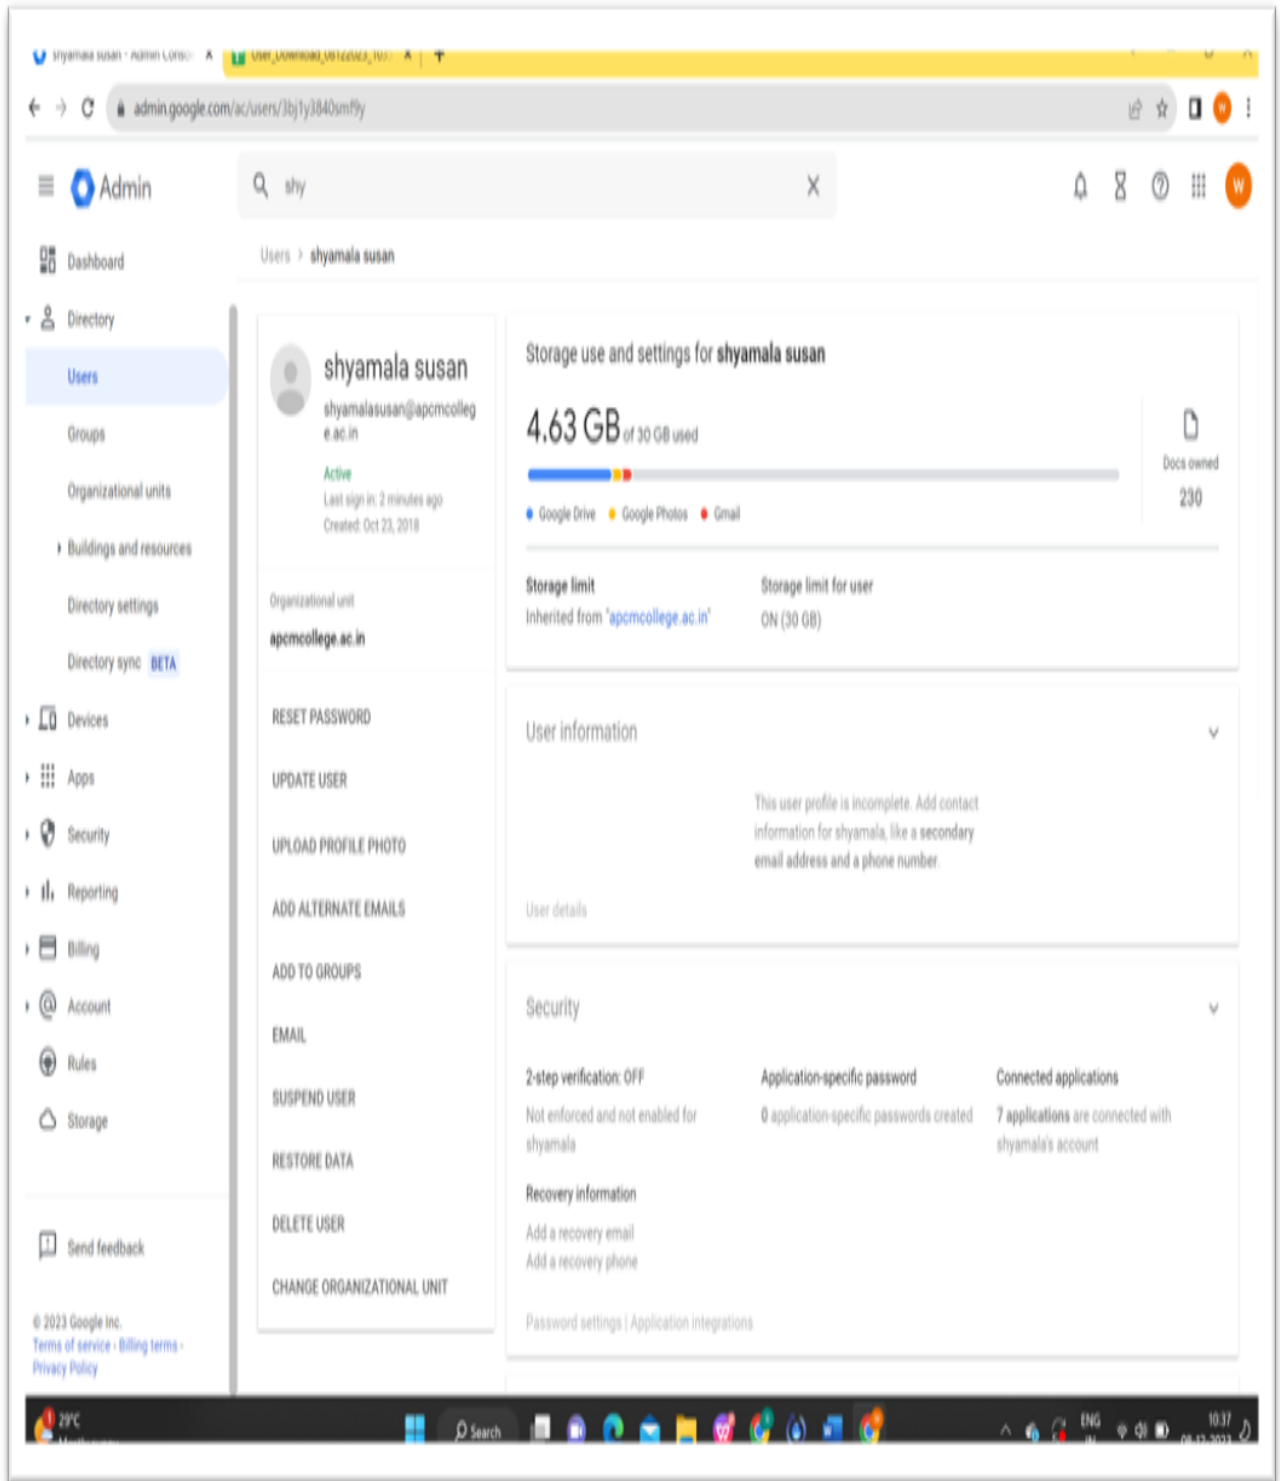 shyamala susan - Admin Conso
User_Download_08122023_103
admin.google.com/ac/users/3bj1y3840smf9y
Admin
shy
Dashboard
Directory
Users
Groups
Organizational units
Buildings and resources
Directory settings
Directory sync BETA
Devices
Apps
Security
Reporting
Billing
Account
Rules
Storage
Send feedback
© 2023 Google Inc.
Terms of service - Billing terms -
Privacy Policy
Users > shyamala susan
shyamala susan
shyamalasusan@apcmcolleg
e.ac.in
Active
Last sign in: 2 minutes ago
Created: Oct 23, 2018
Organizational unit
apcmcollege.ac.in
RESET PASSWORD
UPDATE USER
UPLOAD PROFILE PHOTO
ADD ALTERNATE EMAILS
ADD TO GROUPS
EMAIL
SUSPEND USER
RESTORE DATA
DELETE USER
CHANGE ORGANIZATIONAL UNIT
Storage use and settings for shyamala susan
4.63 GB of 30 GB used
Google Drive Google Photos Gmail
Docs owned
230
Storage limit
Inherited from "apcmcollege.ac.in"
Storage limit for user
ON (30 GB)
User information
This user profile is incomplete. Add contact
information for shyamala, like a secondary
email address and a phone number.
User details
Security
2-step verification: OFF
Not enforced and not enabled for
shyamala
Application-specific password
0 application-specific passwords created
Connected applications
7 applications are connected with
shyamala's account
Recovery information
Add a recovery email
Add a recovery phone
Password settings | Application integrations
W
W
29°C
Search
ENG
IN
10:37
08-12-2023